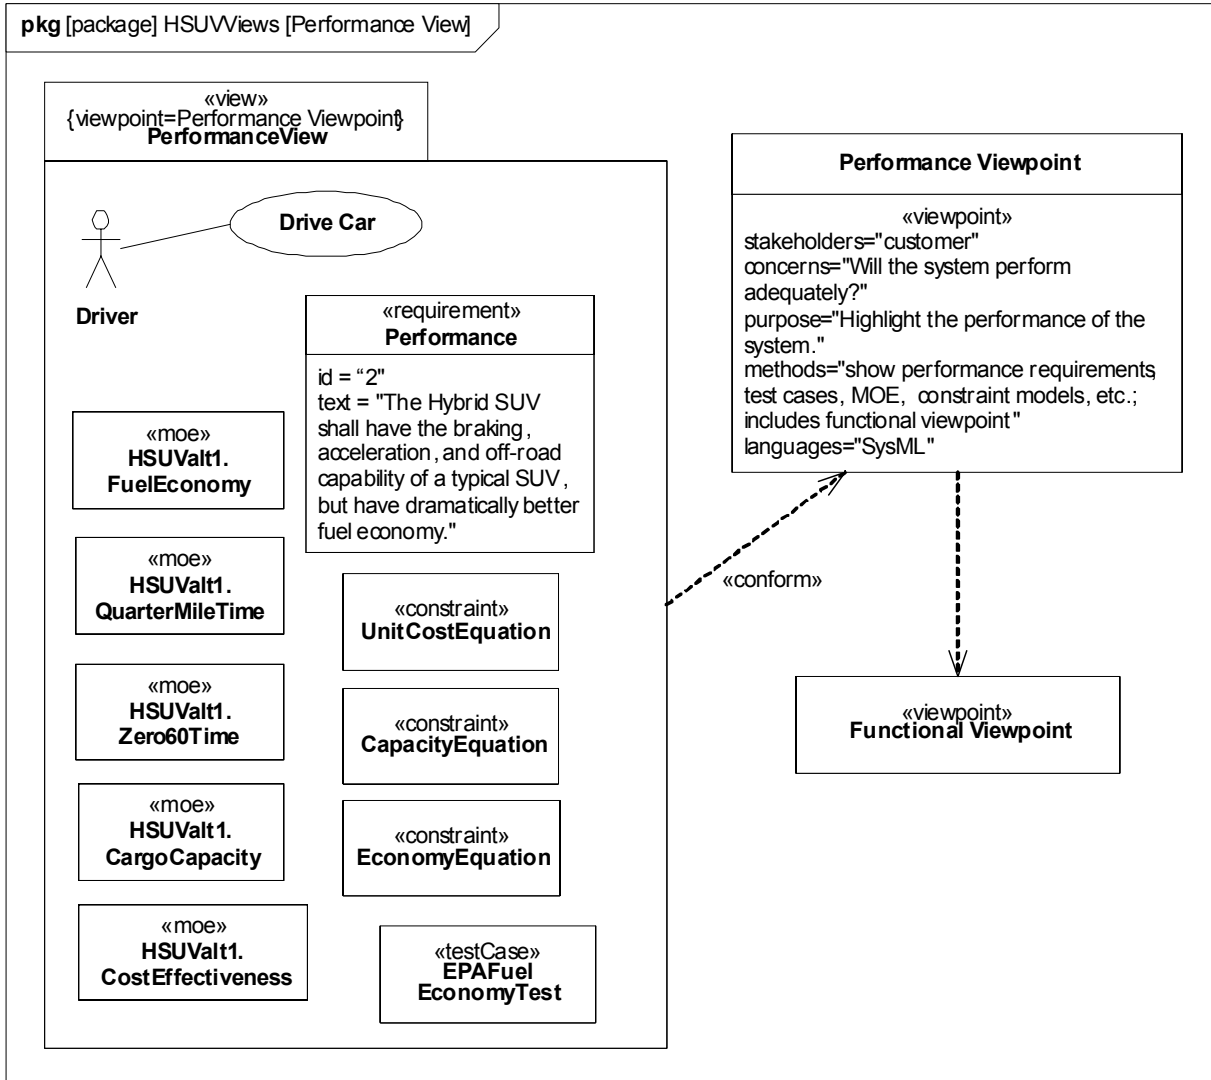 pkg [package] HSUVViews [Performance View]
«view»
{viewpoint=Performance Viewpoint}
PerformanceView
Drive Car
Driver
«requirement»
Performance
id = “2"
text = "The Hybrid SUV
shall have the braking,
acceleration, and off-road
capability of a typical SUV,
but have dramatically better
fuel economy."
«moe»
HSUValt1.
FuelEconomy
«moe»
HSUValt1.
QuarterMileTime
«moe»
HSUValt1.
Zero60Time
«moe»
HSUValt1.
CargoCapacity
«moe»
HSUValt1.
CostEffectiveness
«constraint»
UnitCostEquation
«constraint»
CapacityEquation
«constraint»
EconomyEquation
«testCase»
EPAFuel
EconomyTest
«conform»
Performance Viewpoint
«viewpoint»
stakeholders="customer"
concerns="Will the system perform
adequately?"
purpose="Highlight the performance of the
system."
methods="show performance requirements,
test cases, MOE, constraint models, etc.;
includes functional viewpoint"
languages="SysML"
«viewpoint»
Functional Viewpoint